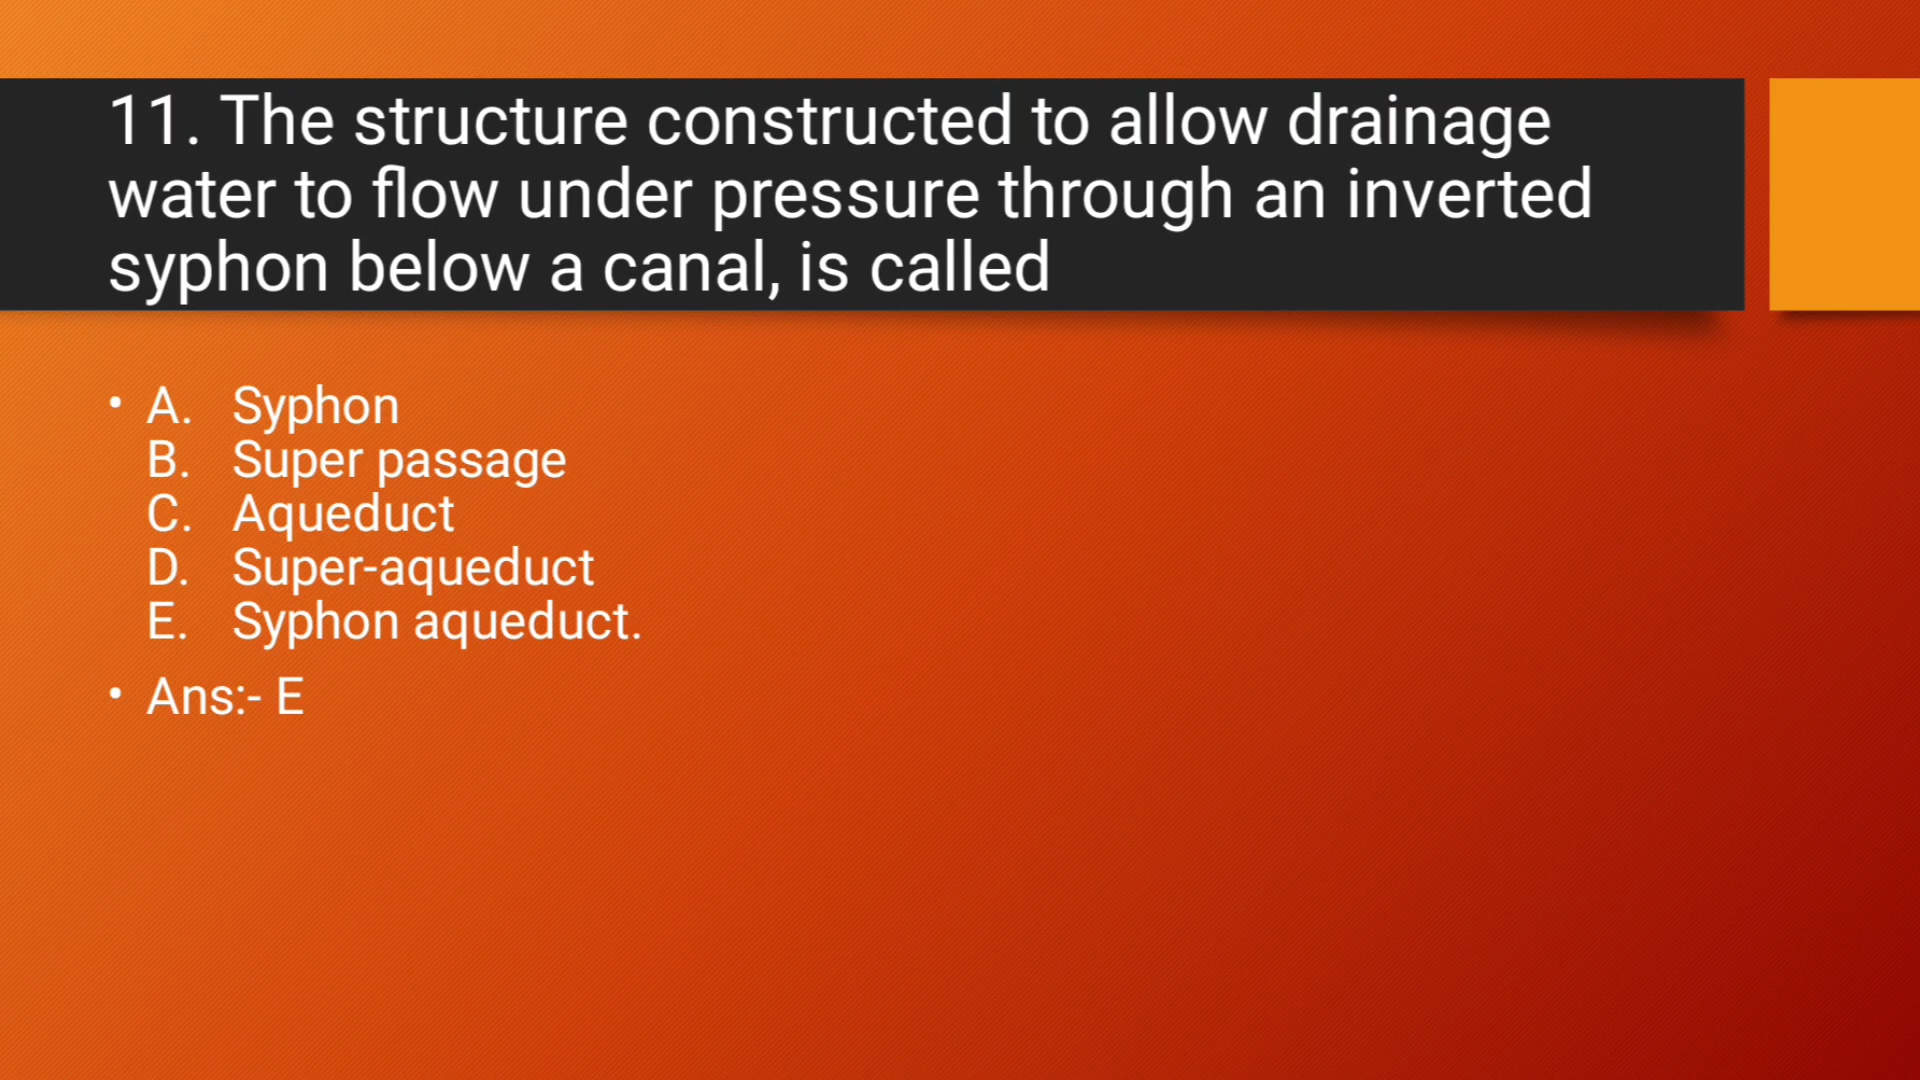 11. The structure constructed to allow drainage
water to flow under pressure through an inverted
syphon below a canal, is called
• A. Syphon
B. Super passage
C. Aqueduct
D. Super-aqueduct
E. Syphon aqueduct.
• Ans:- E